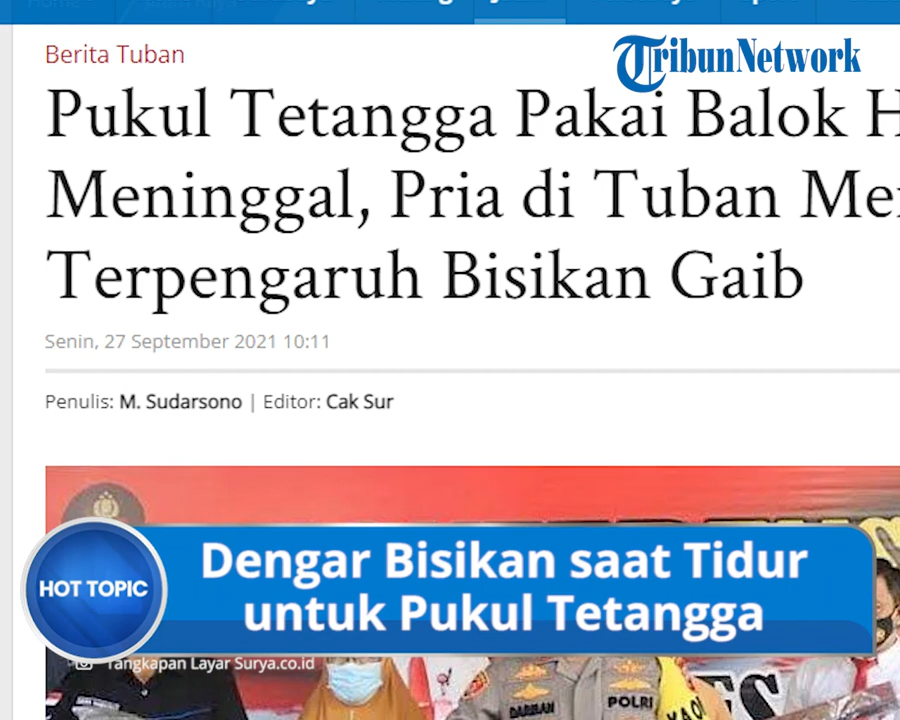 Home
Berita Tuban
TribunNetwork
Pukul Tetangga Pakai Balok H
Meninggal, Pria di Tuban Me
Terpengaruh Bisikan Gaib
Senin, 27 September 2021 10:11
Penulis: M. Sudarsono | Editor: Cak Sur
HOT TOPIC
Dengar Bisikan saat Tidur
untuk Pukul Tetangga
Tangkapan Layar Surya.co.id
DARMAN
POLRI